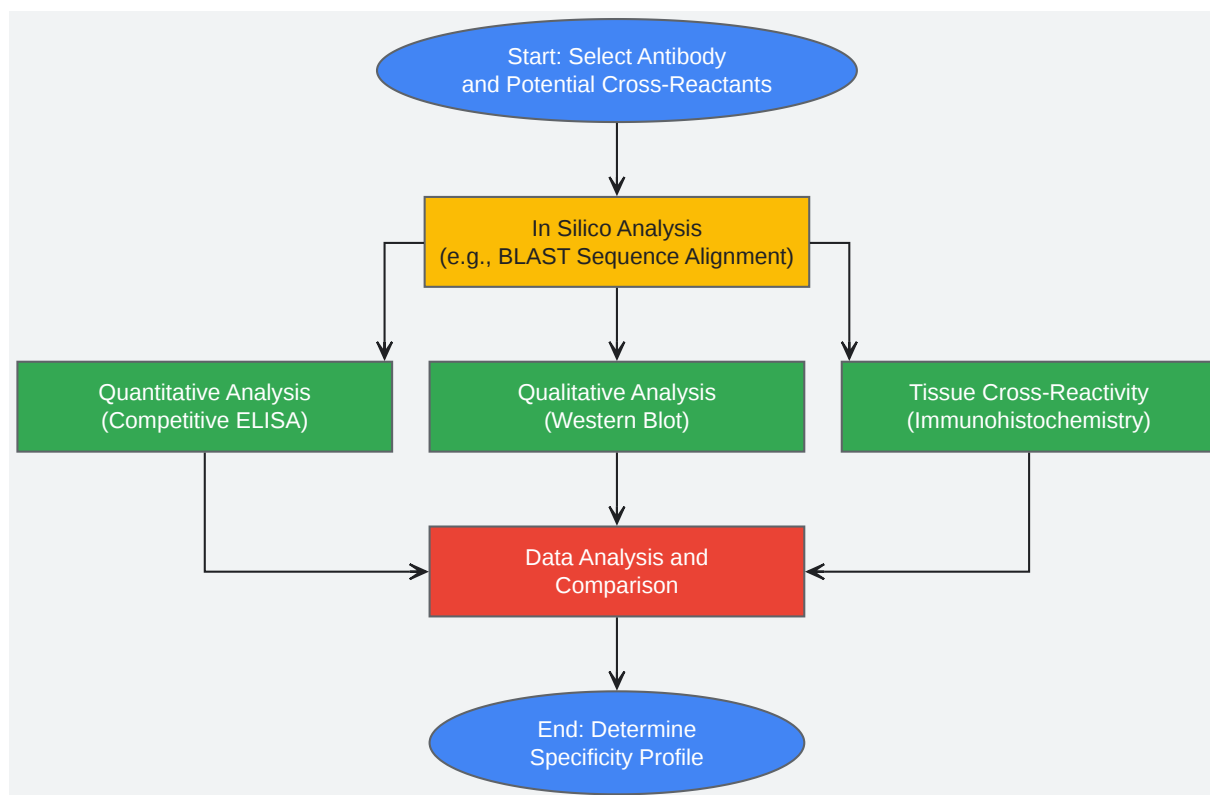 Start: Select Antibody
and Potential Cross-Reactants
In Silico Analysis
(e.g., BLAST Sequence Alignment)
Quantitative Analysis
(Competitive ELISA)
Qualitative Analysis
(Western Blot)
Tissue Cross-Reactivity
(Immunohistochemistry)
Data Analysis and
Comparison
End: Determine
Specificity Profile